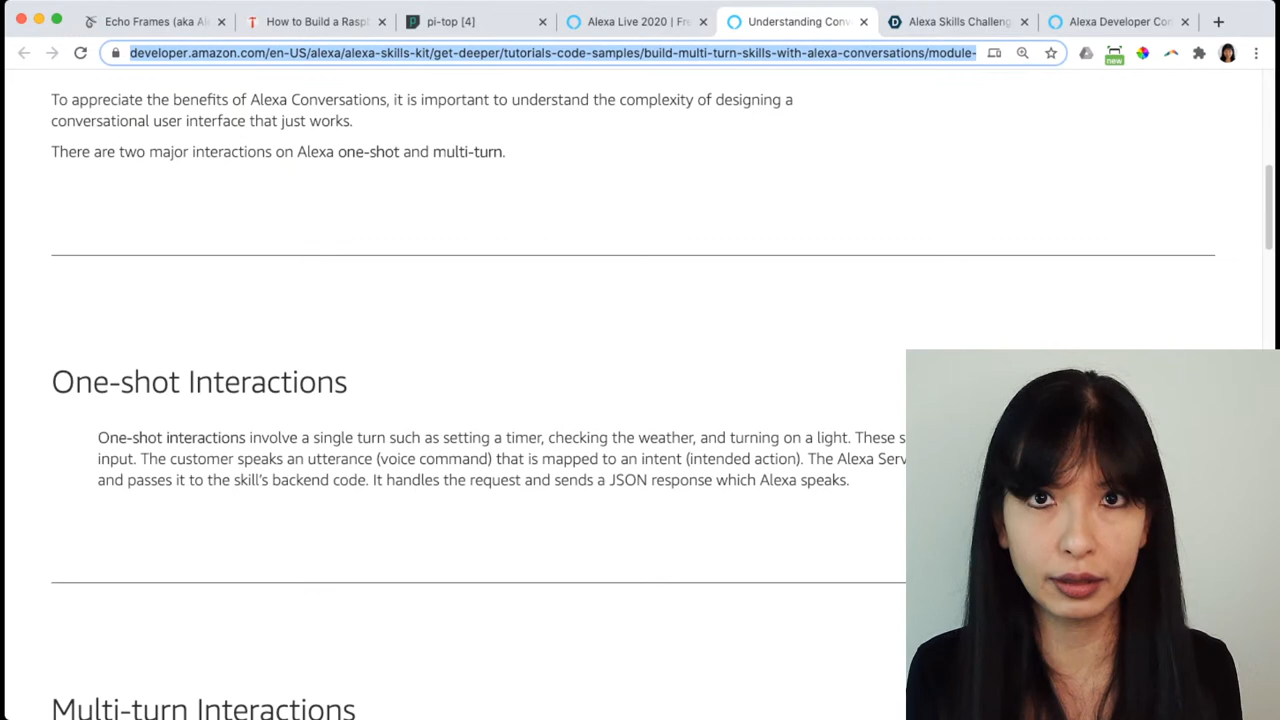 Echo Frames (aka Al
How to Build a Raspb
pi-top [4]
Alexa Live 2020 | Fre
Understanding Conv
Alexa Skills Challeng
Alexa Developer Con
developer.amazon.com/en-US/alexa/alexa-skills-kit/get-deeper/tutorials-code-samples/build-multi-turn-skills-with-alexa-conversations/module-
new
To appreciate the benefits of Alexa Conversations, it is important to understand the complexity of designing a
conversational user interface that just works.
There are two major interactions on Alexa one-shot and multi-turn.
One-shot Interactions
One-shot interactions involve a single turn such as setting a timer, checking the weather, and turning on a light. These s
input. The customer speaks an utterance (voice command) that is mapped to an intent (intended action). The Alexa Serv
and passes it to the skill's backend code. It handles the request and sends a JSON response which Alexa speaks.
Multi-turn Interactions